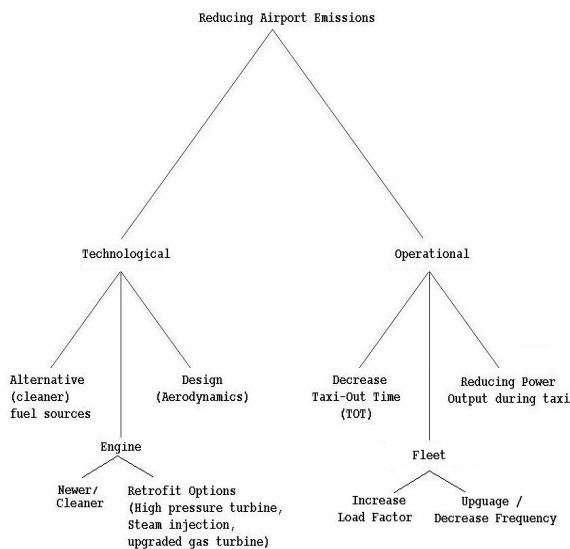 Reducing Airport Emissions
Technological
Operational
Alternative
(cleaner)
fuel sources
Design
(Aerodynamics)
Decrease
Taxi-Out Time
(TOT)
Reducing Power
Output during taxi
Engine
Fleet
Newer/
Cleaner
Retrofit Options
(High pressure turbine,
Steam injection,
upgraded gas turbine)
Increase
Load Factor
Upguage /
Decrease Frequency